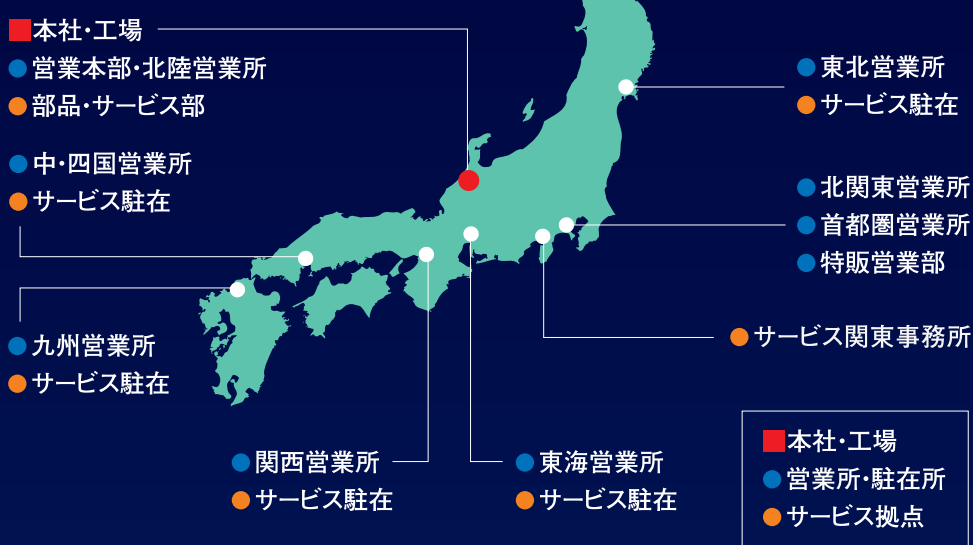 本社・工場
営業本部・北陸営業所
部品・サービス部
中・四国営業所
サービス駐在
九州営業所
サービス駐在
関西営業所
サービス駐在
東海営業所
サービス駐在
東北営業所
サービス駐在
北関東営業所
首都圏営業所
特販営業部
サービス関東事務所
本社・工場
営業所・駐在所
サービス拠点